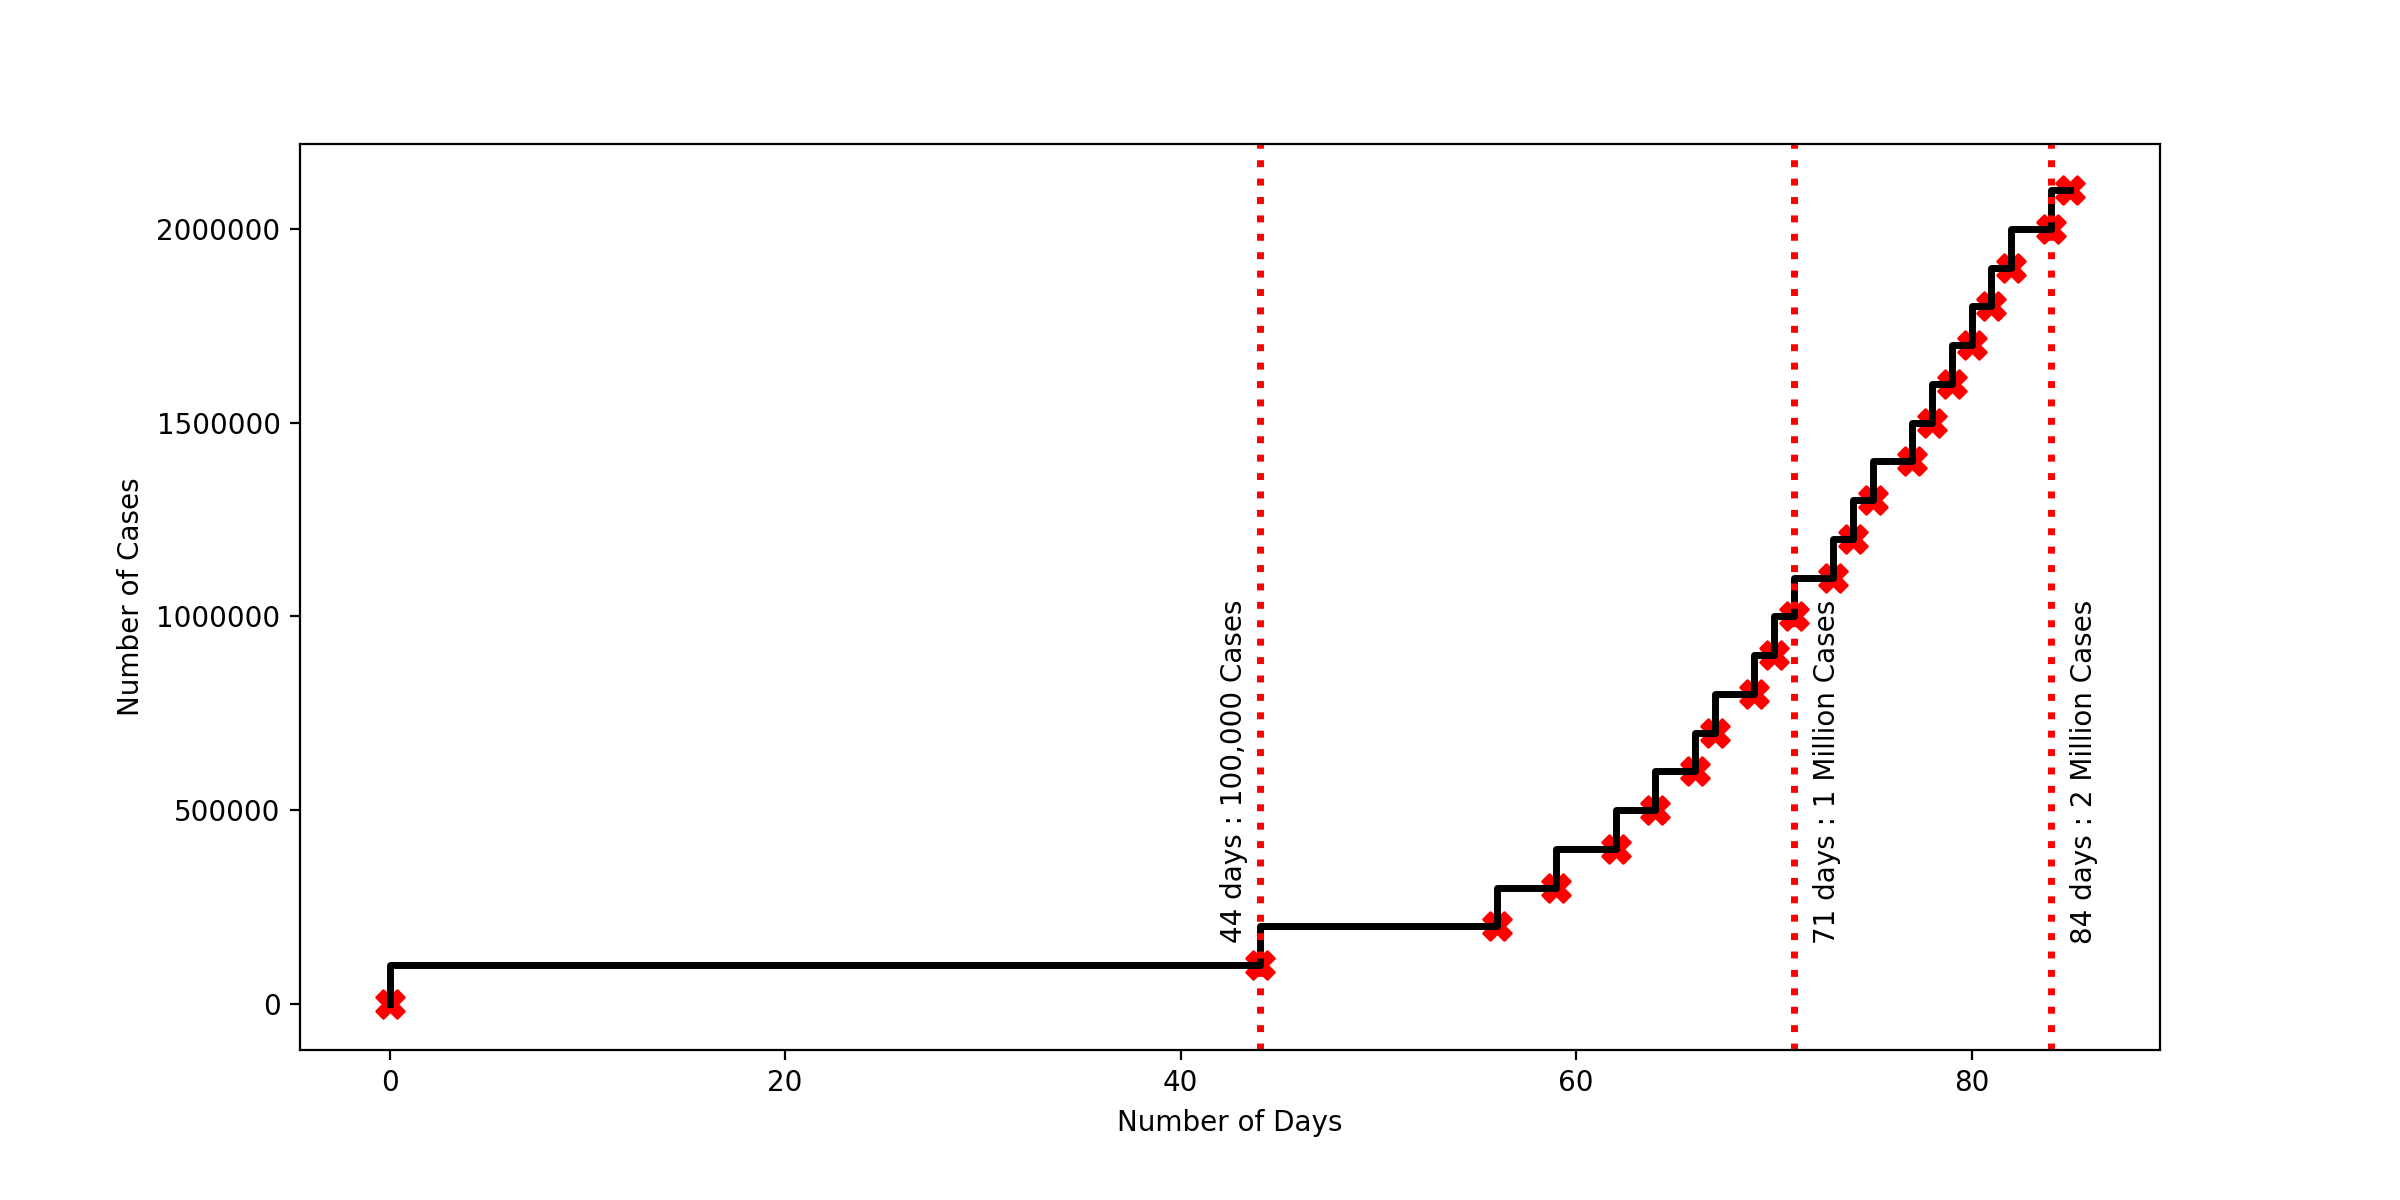 2000000
1500000
1000000
500000
0
Number of Cases
44 days : 100,000 Cases
71 days : 1 Million Cases
84 days : 2 Million Cases
0 20 40 60 80
Number of Days